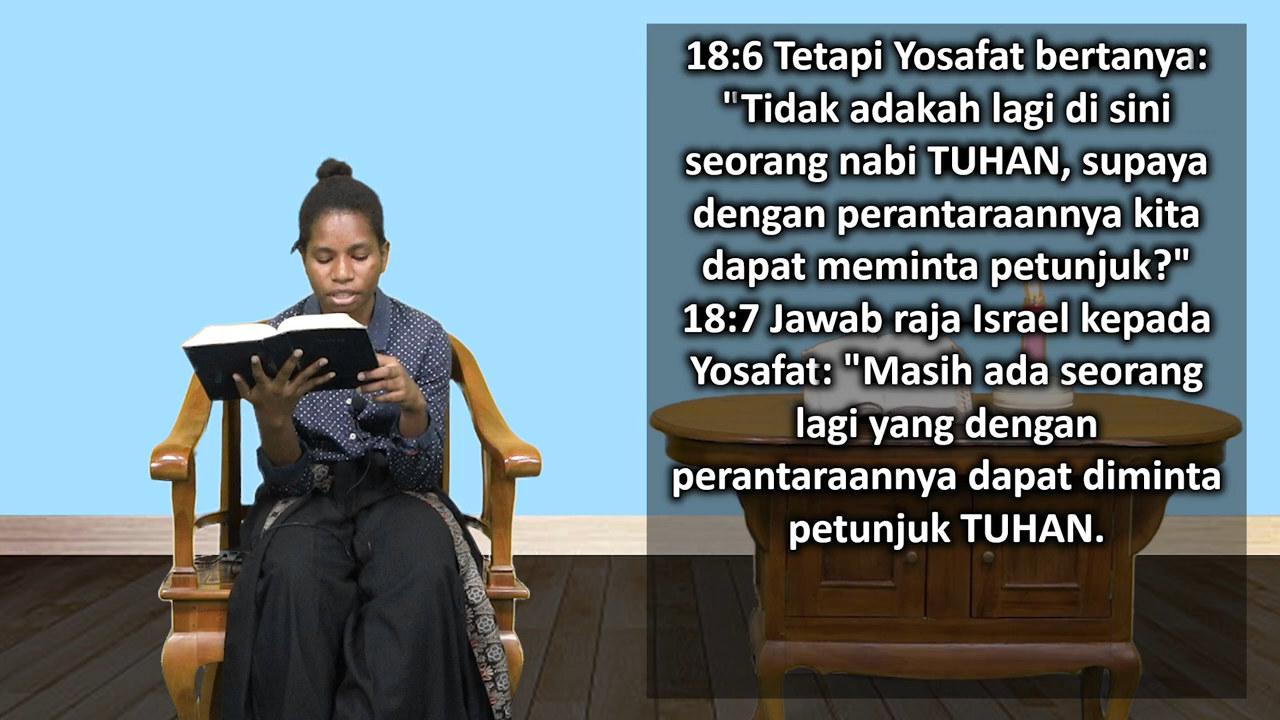 18:6 Tetapi Yosafat bertanya:
"Tidak adakah lagi di sini
seorang nabi TUHAN, supaya
dengan perantaraannya kita
dapat meminta petunjuk?"
18:7 Jawab raja Israel kepada
Yosafat: "Masih ada seorang
lagi yang dengan
perantaraannya dapat diminta
petunjuk TUHAN.